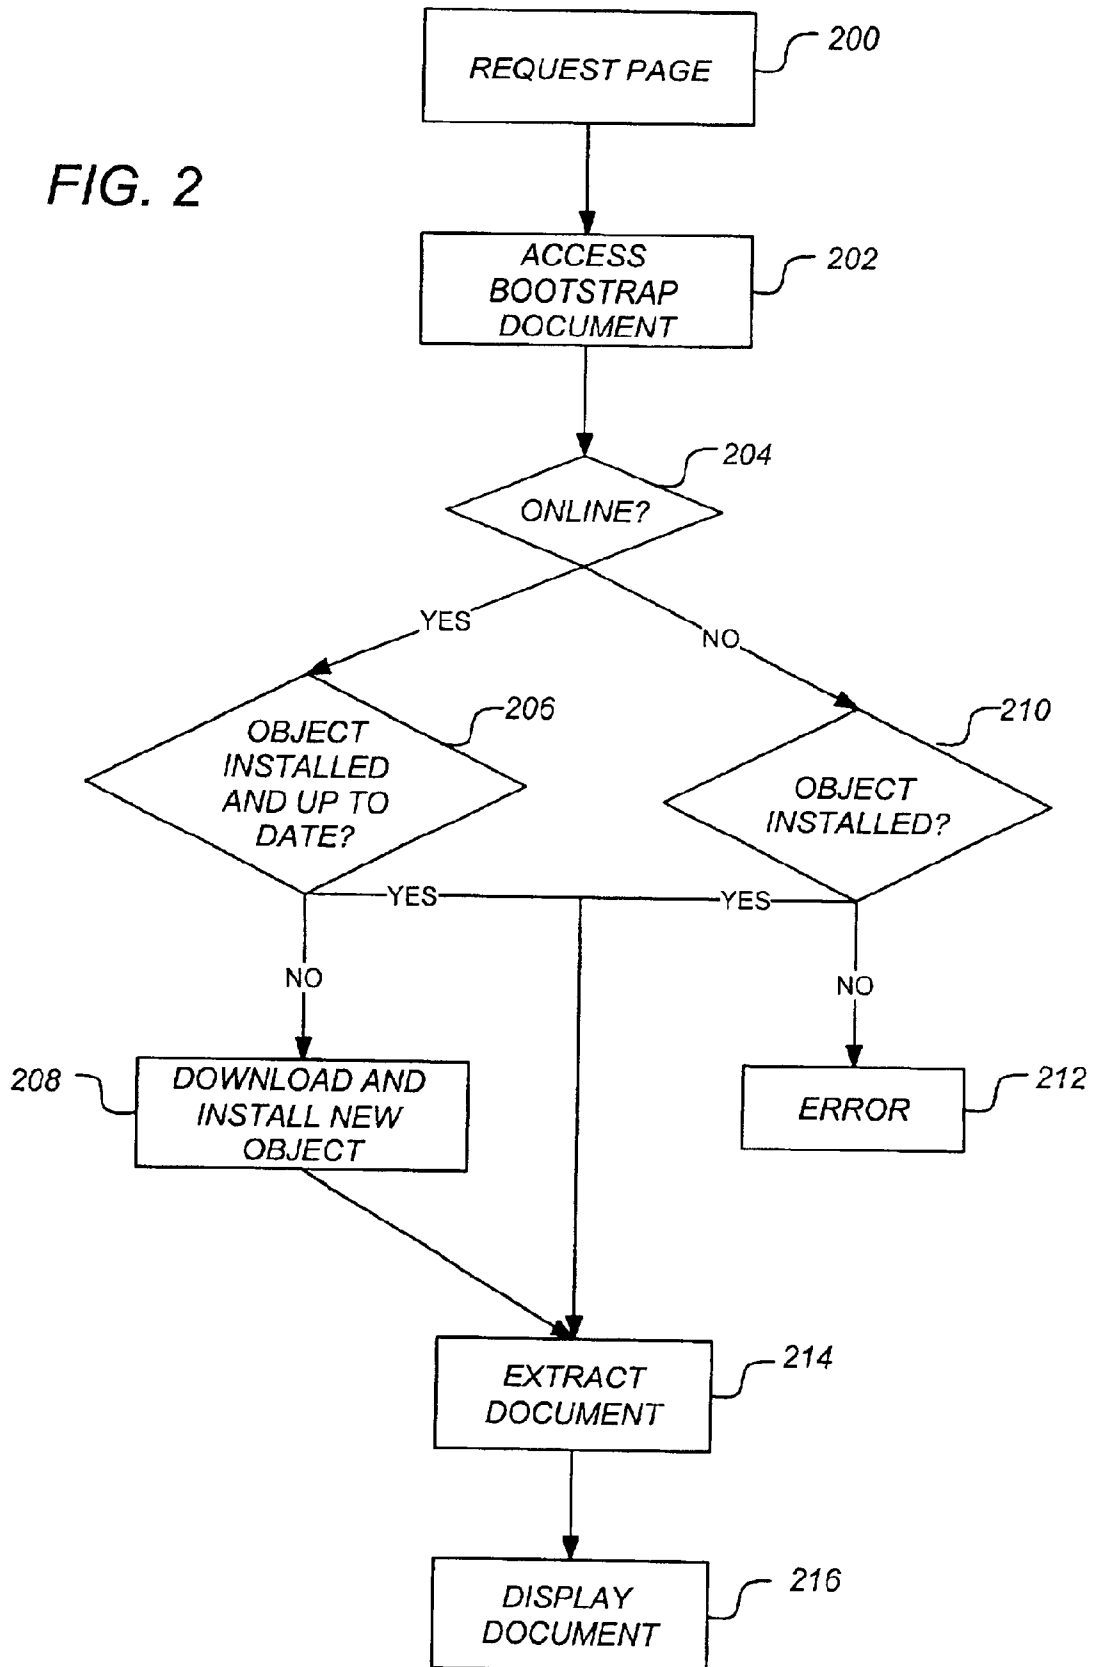 REQUEST PAGE
200
FIG. 2
ACCESS
BOOTSTRAP
DOCUMENT
202
204
ONLINE?
YES
NO
206
OBJECT
INSTALLED
AND UP TO
DATE?
210
OBJECT
INSTALLED?
YES
YES
NO
NO
208
DOWNLOAD AND
INSTALL NEW
OBJECT
ERROR
212
EXTRACT
DOCUMENT
214
DISPLAY
DOCUMENT
216